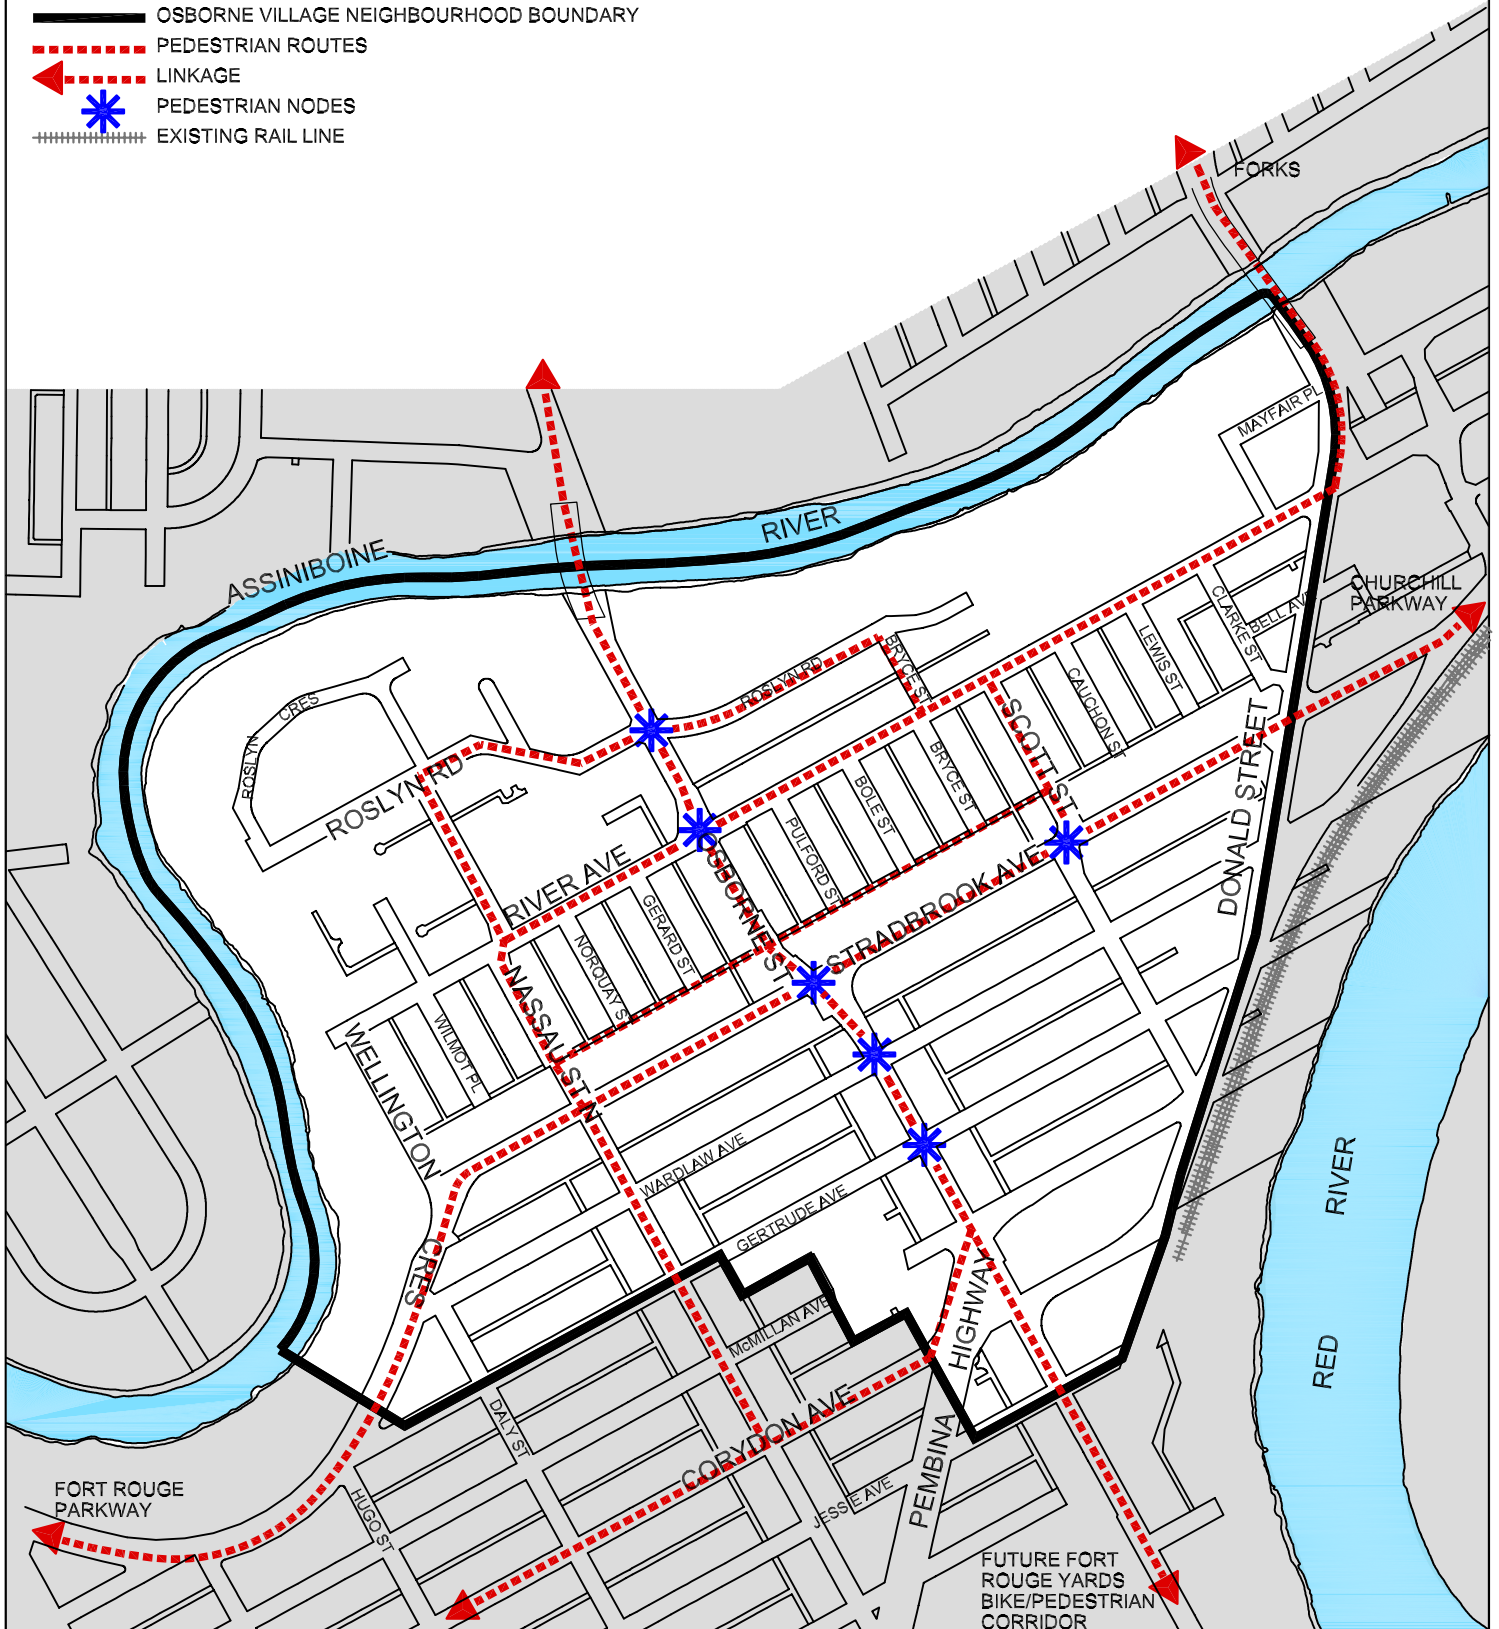 OSBORNE VILLAGE NEIGHBOURHOOD BOUNDARY
PEDESTRIAN ROUTES
LINKAGE
PEDESTRIAN NODES
EXISTING RAIL LINE
FORKS
MAYFAIR PL
RIVER
ASSINIBOINE
CHURCHILL
PARKWAY
CLARKE ST
BELL AVE
LEWIS ST
CAUCHON ST
BRYCE ST
ROSLYN RD
SCOTT ST
CRES
ROSLYN
ROSLYN RD
BRYCE ST
BOLE ST
PULFORD ST
DONALD STREET
RIVER AVE
OSBORNE ST
STRADBROOK AVE
GERARD ST
NORQUAY ST
NASSAU ST N
WILMOT PL
WELLINGTON
CRES
WARDLAW AVE
GERTRUDE AVE
RIVER
RED
HIGHWAY
PEMBINA
McMILLAN AVE
CORYDON AVE
DALY ST
HUGO ST
JESSIE AVE
FORT ROUGE
PARKWAY
FUTURE FORT
ROUGE YARDS
BIKE/PEDESTRIAN
CORRIDOR